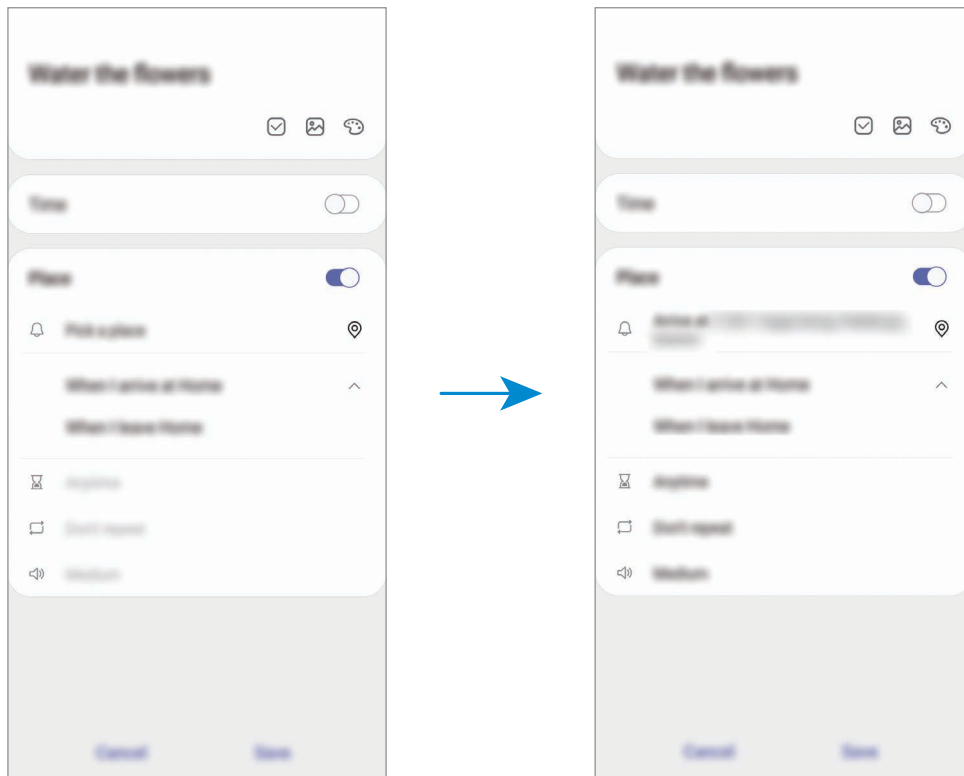 Water the flowers
Time
Place
Pick a place
When I arrive at Home
When I leave Home
Anytime
Don't repeat
Medium
Cancel Save
Water the flowers
Time
Place
Arrive at
When I arrive at Home
When I leave Home
Anytime
Don't repeat
Medium
Cancel Save